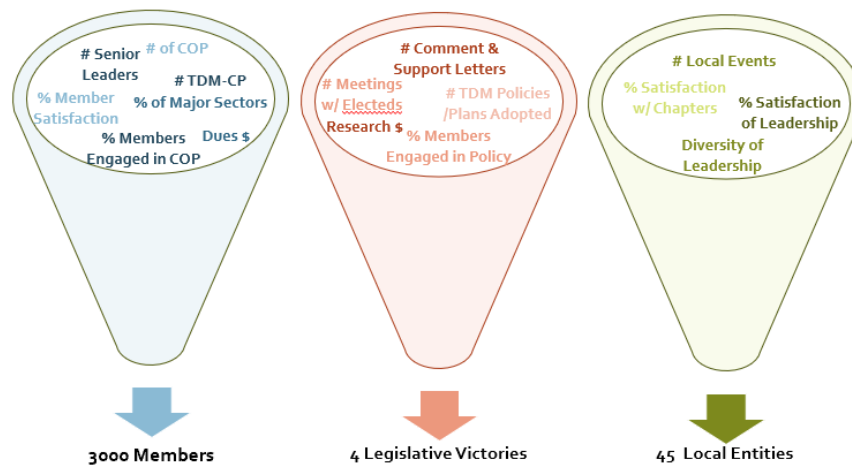 # Senior
Leaders
# of COP
# TDM-CP
% Member
Satisfaction
% of Major Sectors
% Members
Engaged in COP
Dues $
3000 Members
# Comment &
Support Letters
# Meetings
w/ Electeds
# TDM Policies
/Plans Adopted
Research $
% Members
Engaged in Policy
4 Legislative Victories
# Local Events
% Satisfaction
w/ Chapters
% Satisfaction
of Leadership
Diversity of
Leadership
45 Local Entities